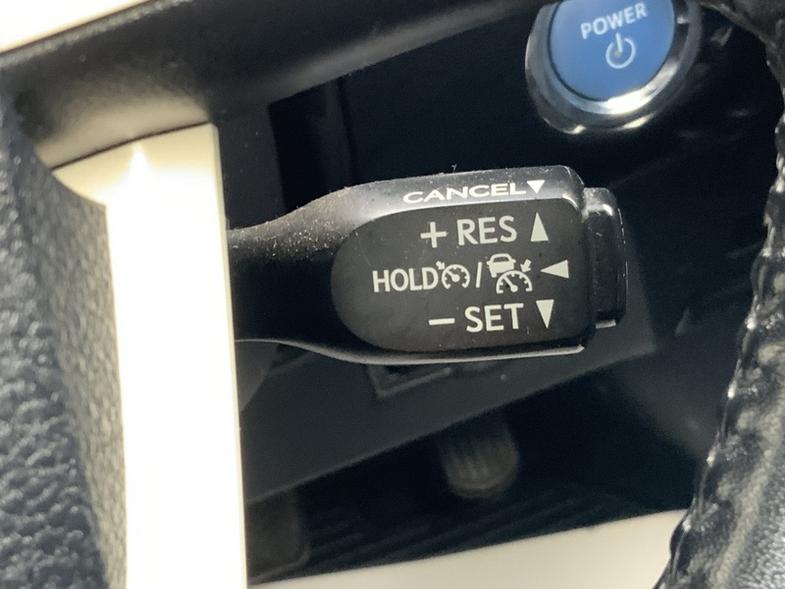 POWER
CANCEL▼
+ RES ▲
HOLD / ◀
− SET ▼